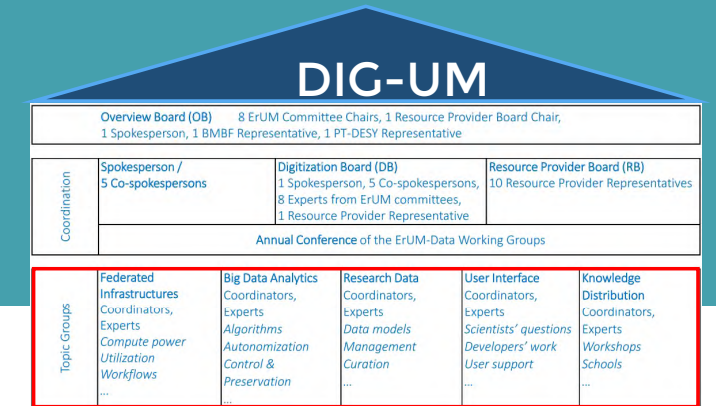 DIG-UM
Overview Board (OB) 8 ErUM Committee Chairs, 1 Resource Provider Board Chair,
1 Spokesperson, 1 BMBF Representative, 1 PT-DESY Representative
Coordination
Spokesperson /
5 Co-spokespersons
Digitization Board (DB)
1 Spokesperson, 5 Co-spokespersons,
8 Experts from ErUM committees,
1 Resource Provider Representative
Resource Provider Board (RB)
10 Resource Provider Representatives
Annual Conference of the ErUM-Data Working Groups
Topic Groups
Federated
Infrastructures
Coordinators,
Experts
Compute power
Utilization
Workflows
...
Big Data Analytics
Coordinators,
Experts
Algorithms
Autonomization
Control &
Preservation
...
Research Data
Coordinators,
Experts
Data models
Management
Curation
...
User Interface
Coordinators,
Experts
Scientists' questions
Developers' work
User support
...
Knowledge
Distribution
Coordinators,
Experts
Workshops
Schools
...